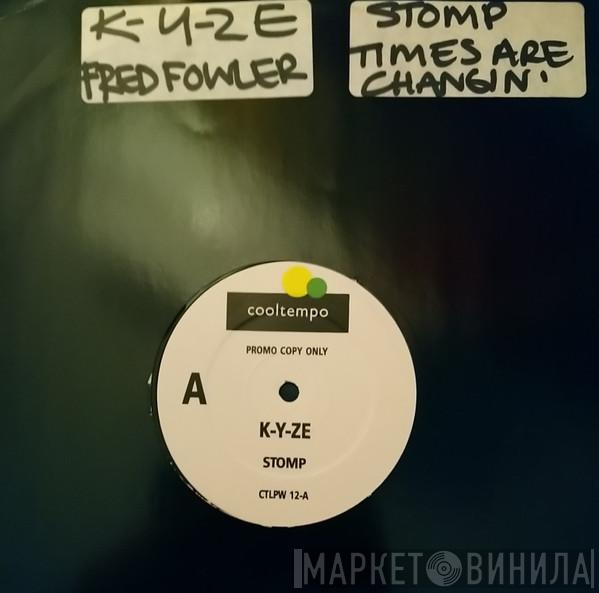 K-Y-ZE
FRED FOWLER
STOMP
TIMES ARE
CHANGIN'
cooltempo
PROMO COPY ONLY
A
K-Y-ZE
STOMP
CTLPW 12-A
МАРКЕТ ВИНИЛА